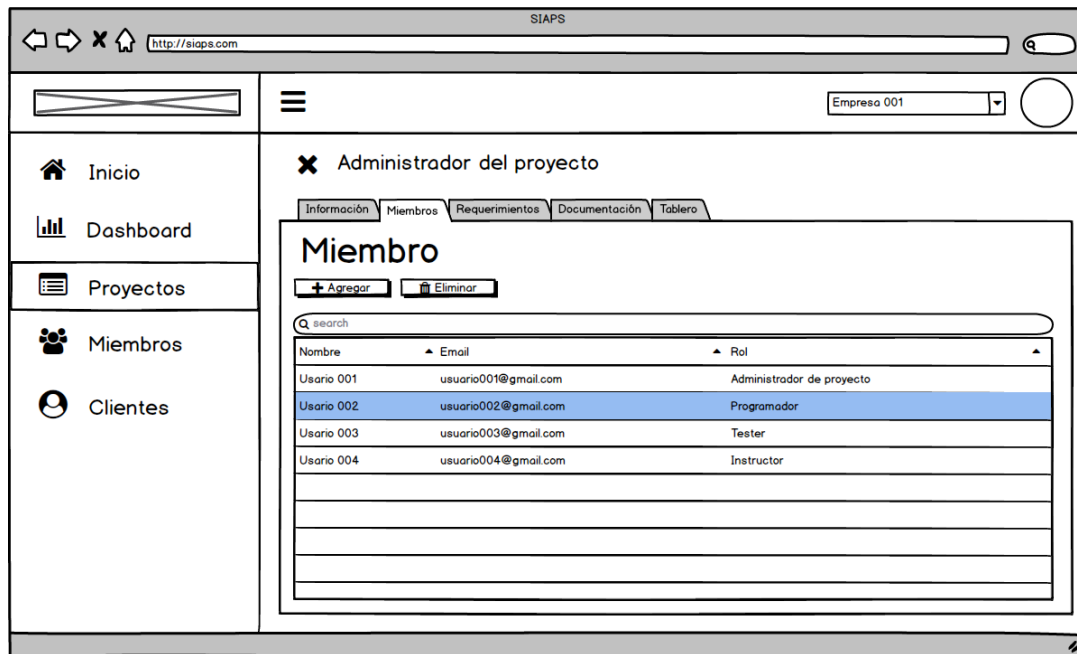 SIAPS
http://siaps.com
Empresa 001
Inicio
Dashboard
Proyectos
Miembros
Clientes
Administrador del proyecto
Información Miembros Requerimientos Documentación Tablero
Miembro
Agregar Eliminar
search
Nombre Email Rol
Usario 001 usuario001@gmail.com Administrador de proyecto
Usario 002 usuario002@gmail.com Programador
Usario 003 usuario003@gmail.com Tester
Usario 004 usuario004@gmail.com Instructor